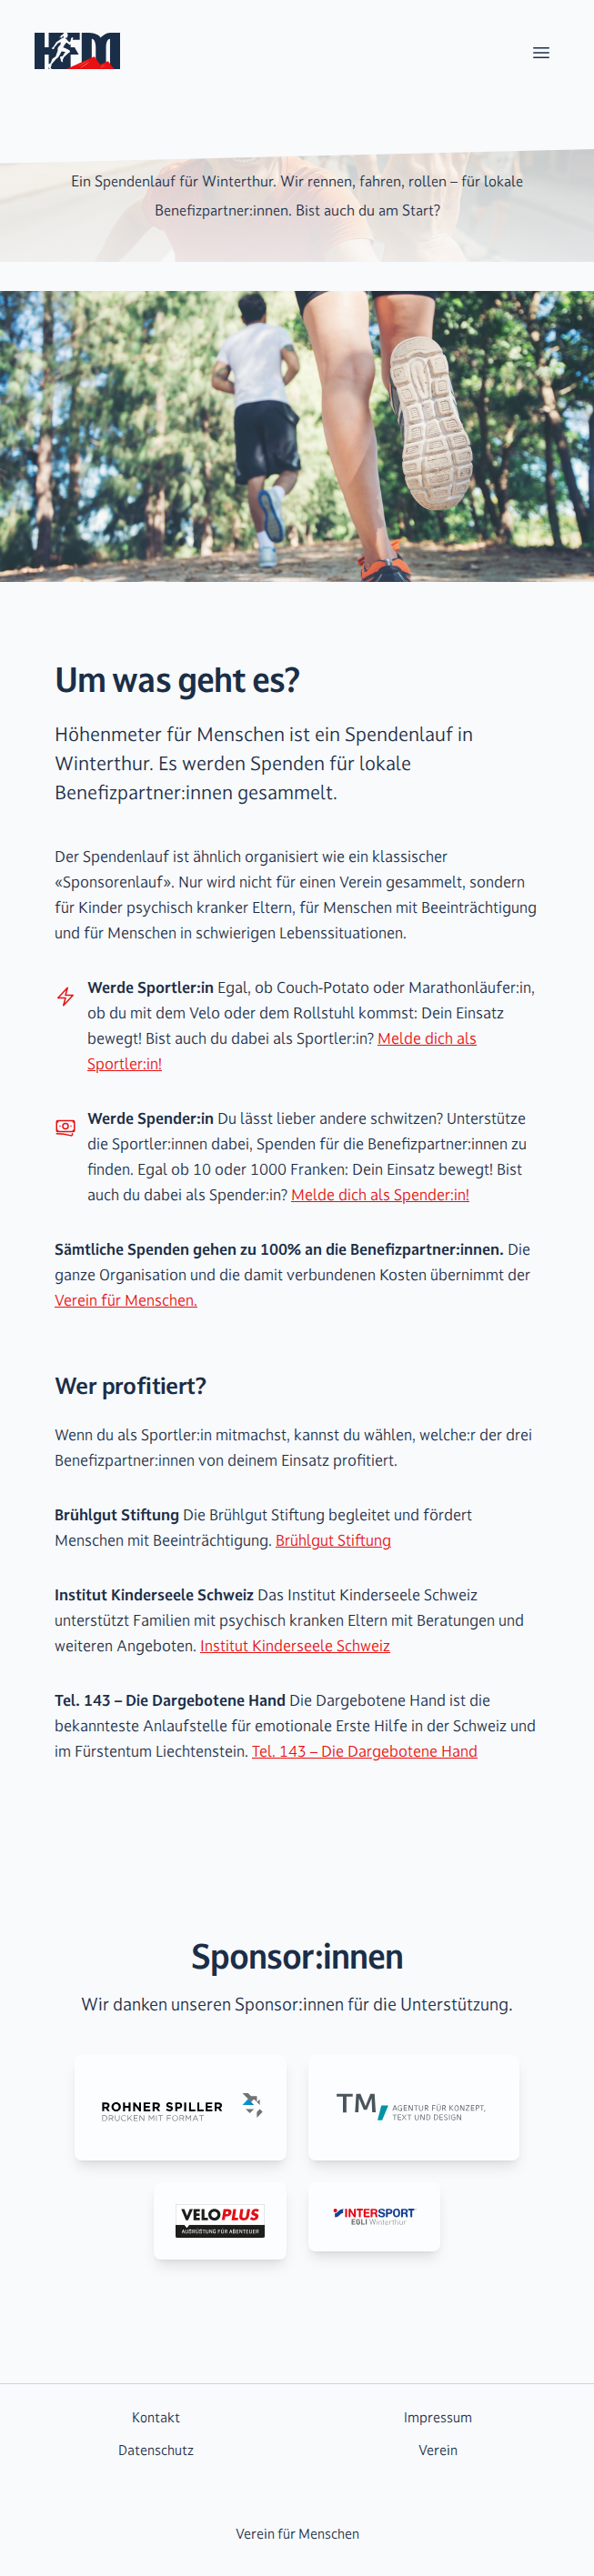 HFM
Ein Spendenlauf für Winterthur. Wir rennen, fahren, rollen – für lokale
Benefizpartner:innen. Bist auch du am Start?
Um was geht es?
Höhenmeter für Menschen ist ein Spendenlauf in
Winterthur. Es werden Spenden für lokale
Benefizpartner:innen gesammelt.
Der Spendenlauf ist ähnlich organisiert wie ein klassischer
«Sponsorenlauf». Nur wird nicht für einen Verein gesammelt, sondern
für Kinder psychisch kranker Eltern, für Menschen mit Beeinträchtigung
und für Menschen in schwierigen Lebenssituationen.
Werde Sportler:in Egal, ob Couch-Potato oder Marathonläufer:in,
ob du mit dem Velo oder dem Rollstuhl kommst: Dein Einsatz
bewegt! Bist auch du dabei als Sportler:in? Melde dich als
Sportler:in!
Werde Spender:in Du lässt lieber andere schwitzen? Unterstütze
die Sportler:innen dabei, Spenden für die Benefizpartner:innen zu
finden. Egal ob 10 oder 1000 Franken: Dein Einsatz bewegt! Bist
auch du dabei als Spender:in? Melde dich als Spender:in!
Sämtliche Spenden gehen zu 100% an die Benefizpartner:innen. Die
ganze Organisation und die damit verbundenen Kosten übernimmt der
Verein für Menschen.
Wer profitiert?
Wenn du als Sportler:in mitmachst, kannst du wählen, welche:r der drei
Benefizpartner:innen von deinem Einsatz profitiert.
Brühlgut Stiftung Die Brühlgut Stiftung begleitet und fördert
Menschen mit Beeinträchtigung. Brühlgut Stiftung
Institut Kinderseele Schweiz Das Institut Kinderseele Schweiz
unterstützt Familien mit psychisch kranken Eltern mit Beratungen und
weiteren Angeboten. Institut Kinderseele Schweiz
Tel. 143 – Die Dargebotene Hand Die Dargebotene Hand ist die
bekannteste Anlaufstelle für emotionale Erste Hilfe in der Schweiz und
im Fürstentum Liechtenstein. Tel. 143 – Die Dargebotene Hand
Sponsor:innen
Wir danken unseren Sponsor:innen für die Unterstützung.
ROHNER SPILLER
DRUCKEN MIT FORMAT
TM, AGENTUR FÜR KONZEPT,
TEXT UND DESIGN
VELOPLUS
AUSRÜSTUNG FÜR ABENTEUER
INTERSPORT
EGLI Winterthur
Kontakt
Impressum
Datenschutz
Verein
Verein für Menschen